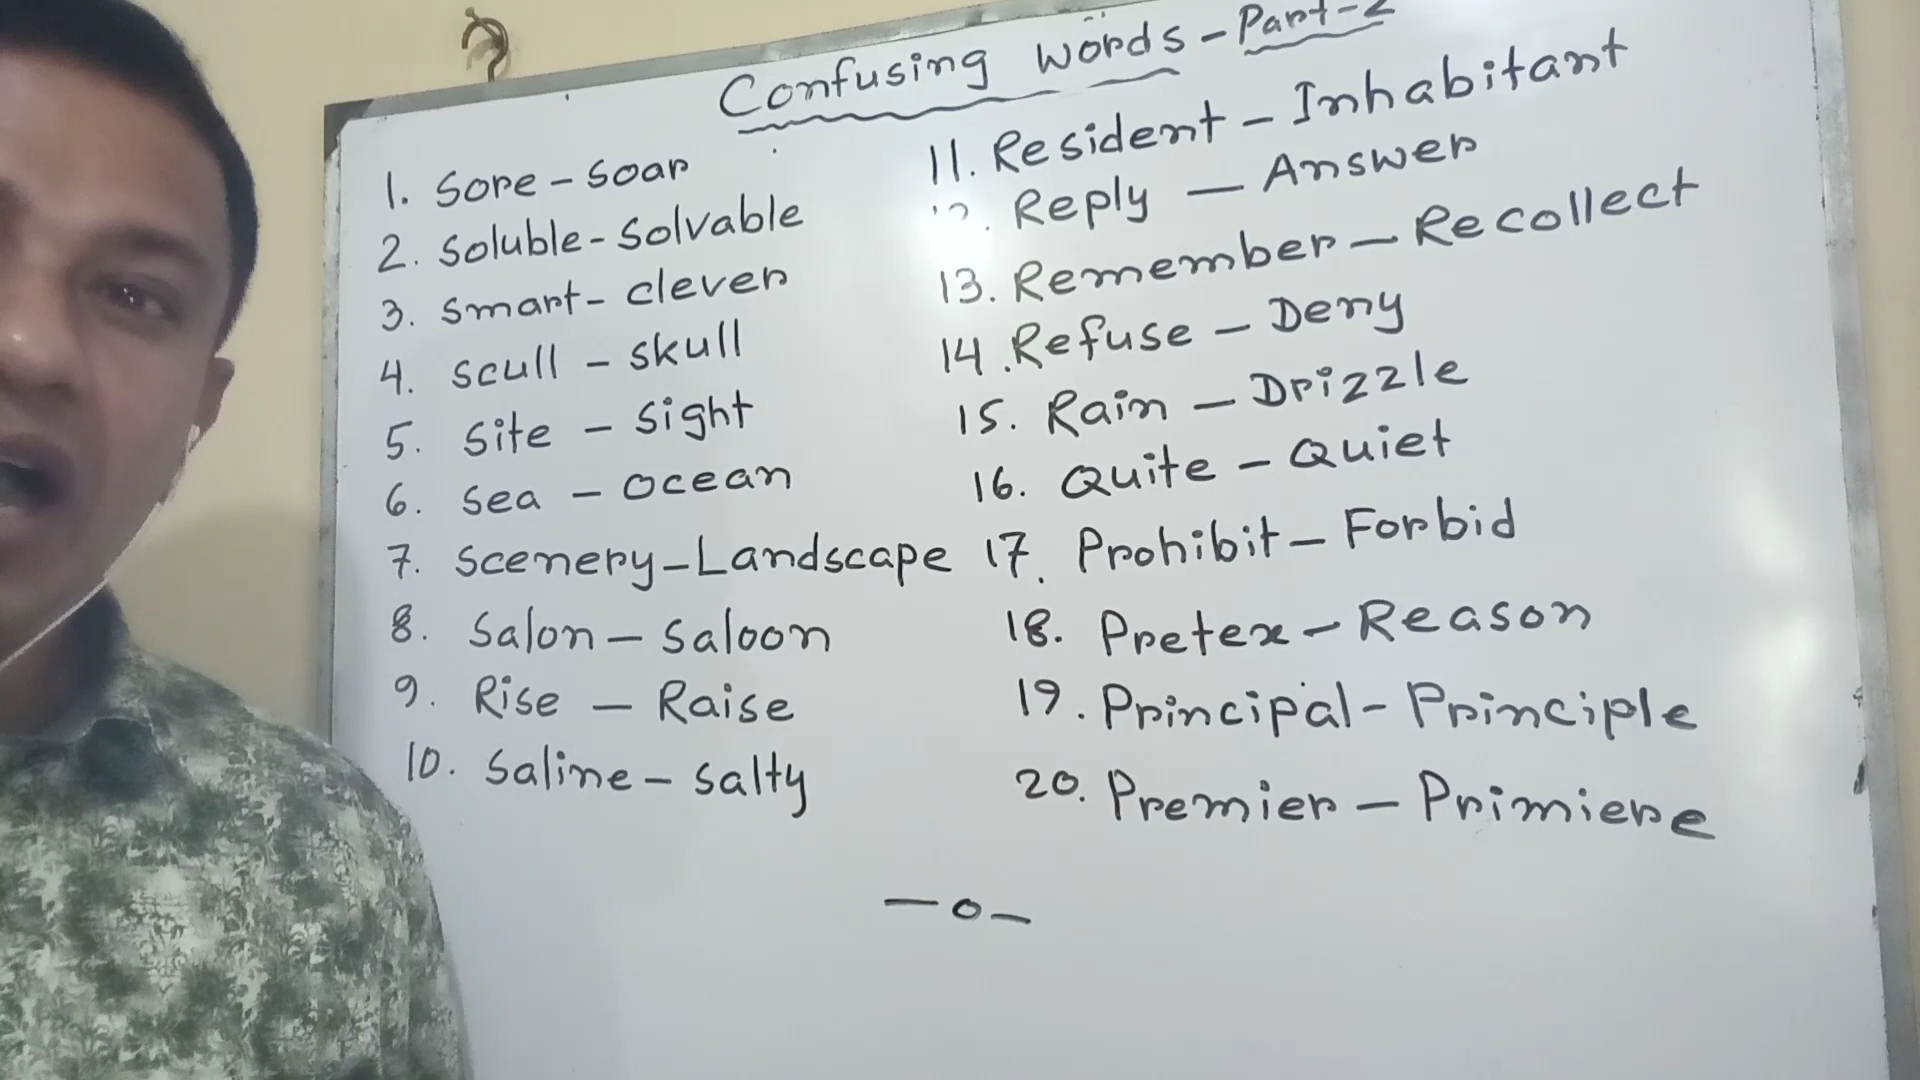 Confusing words - Part-2
1. Sore - Soar
2. Soluble - Solvable
3. Smart - clever
4. Scull - skull
5. Site - Sight
6. Sea - ocean
7. Scenery - Landscape
8. Salon - Saloon
9. Rise - Raise
10. Saline - Salty
11. Resident - Inhabitant
12. Reply - Answer
13. Remember - Recollect
14. Refuse - Deny
15. Rain - Drizzle
16. Quite - Quiet
17. Prohibit - Forbid
18. Pretex - Reason
19. Principal - Principle
20. Premier - Primiere
-o-